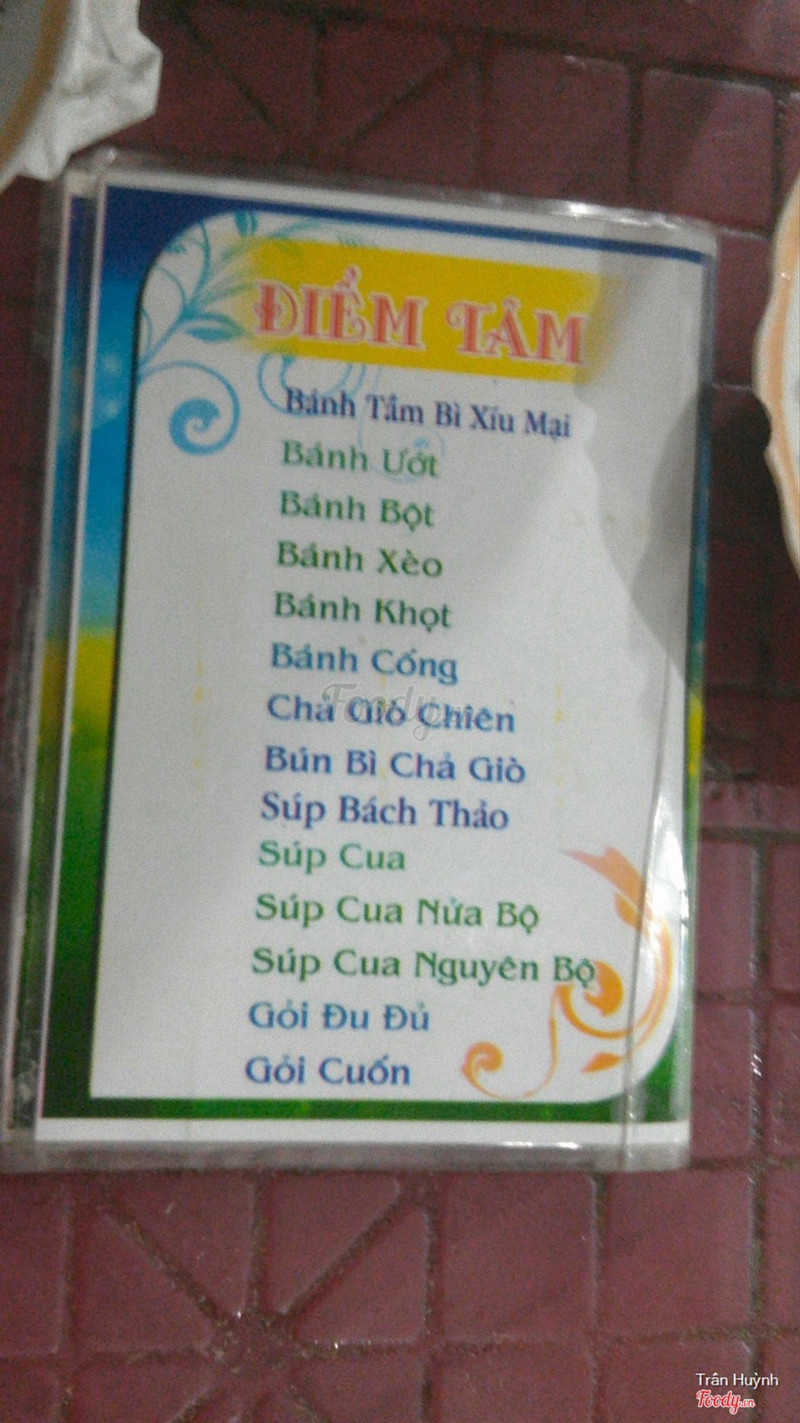 ĐIỂM TÂM
Bánh Tầm Bì Xíu Mại
Bánh Ướt
Bánh Bột
Bánh Xèo
Bánh Khọt
Bánh Cống
Chả Giò Chiên
Bún Bì Chả Giò
Súp Bách Thảo
Súp Cua
Súp Cua Nửa Bộ
Súp Cua Nguyên Bộ
Gỏi Đu Đủ
Gỏi Cuốn
Foody
Trân Huỳnh
Foody.vn